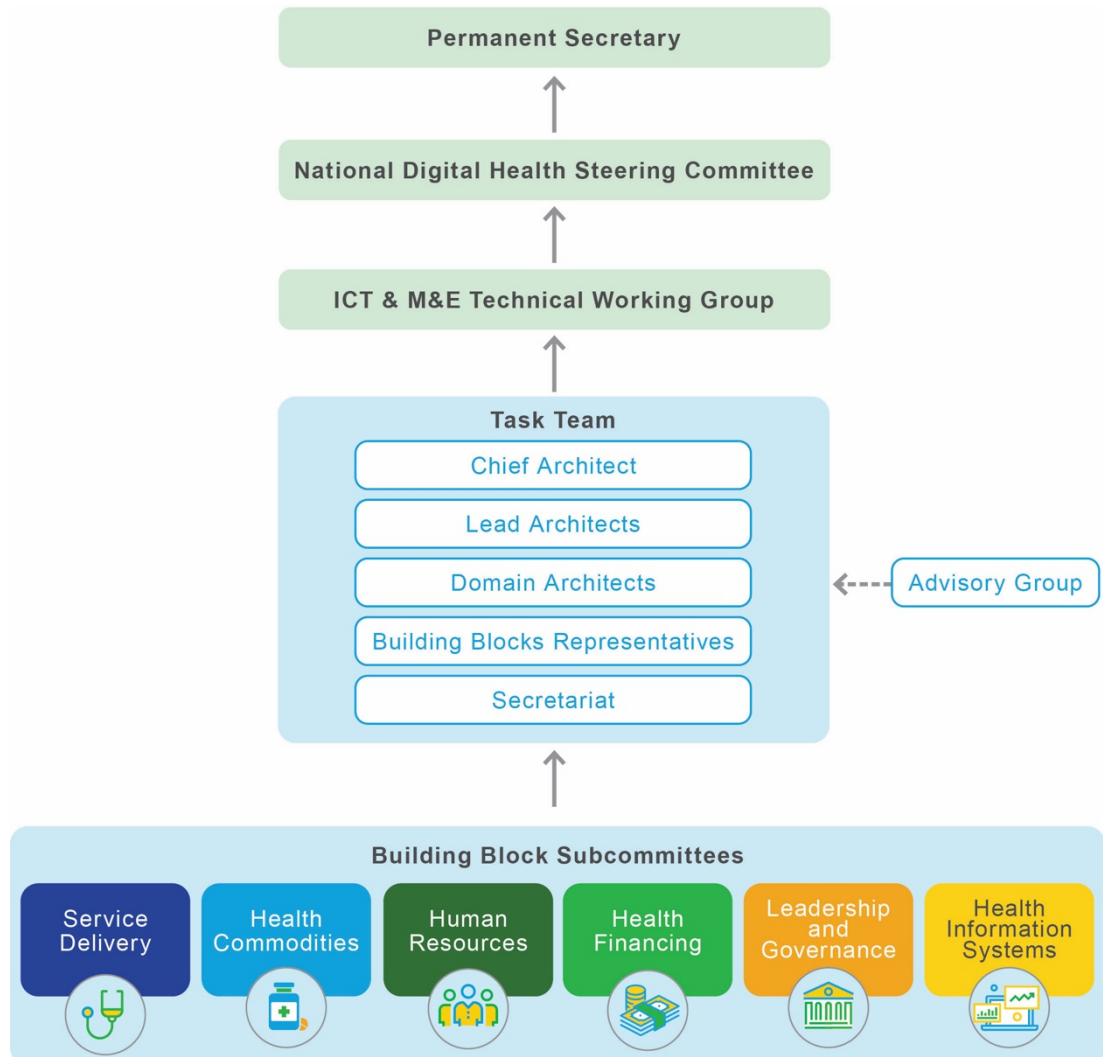 Permanent Secretary
National Digital Health Steering Committee
ICT & M&E Technical Working Group
Task Team
Chief Architect
Lead Architects
Domain Architects
Building Blocks Representatives
Secretariat
Advisory Group
Building Block Subcommittees
Service
Delivery
Health
Commodities
Human
Resources
Health
Financing
Leadership
and
Governance
Health
Information
Systems